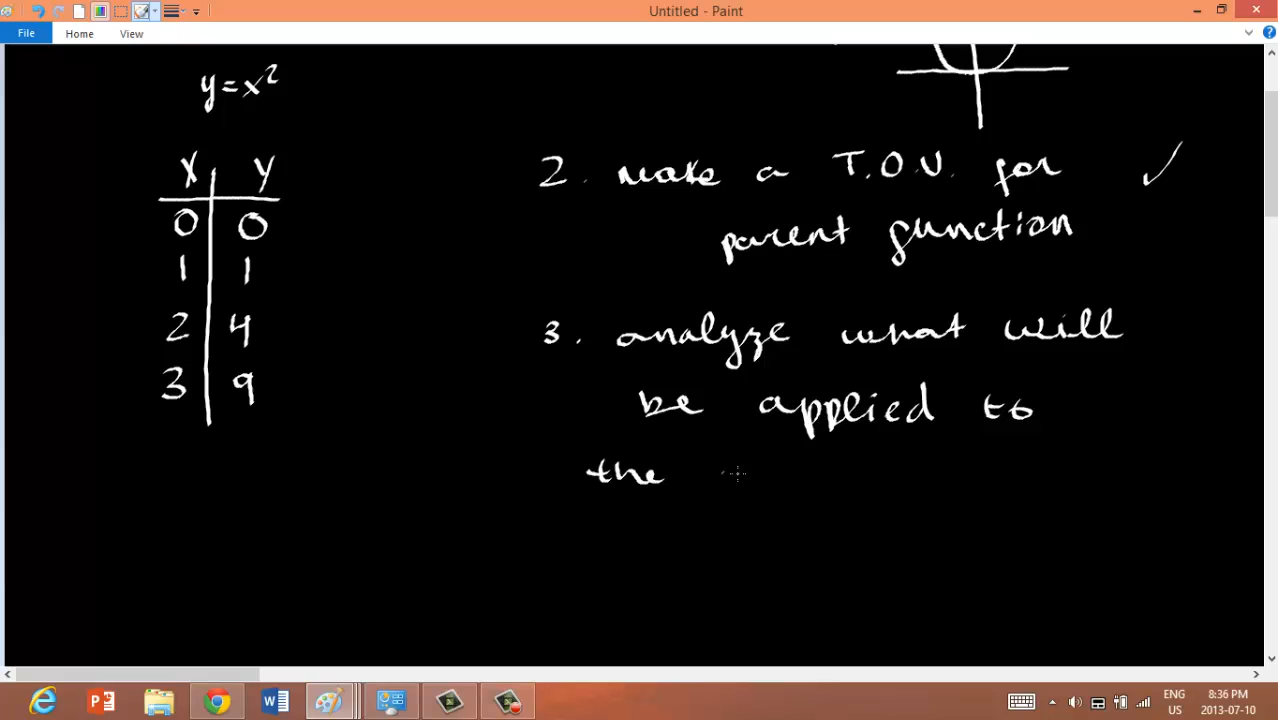 Untitled - Paint
File Home View
y=x²
X Y
0 0
1 1
2 4
3 9
2. make a T.O.V. for
parent function
3. analyze what will
be applied to
the
ENG 8:36 PM
US 2013-07-10